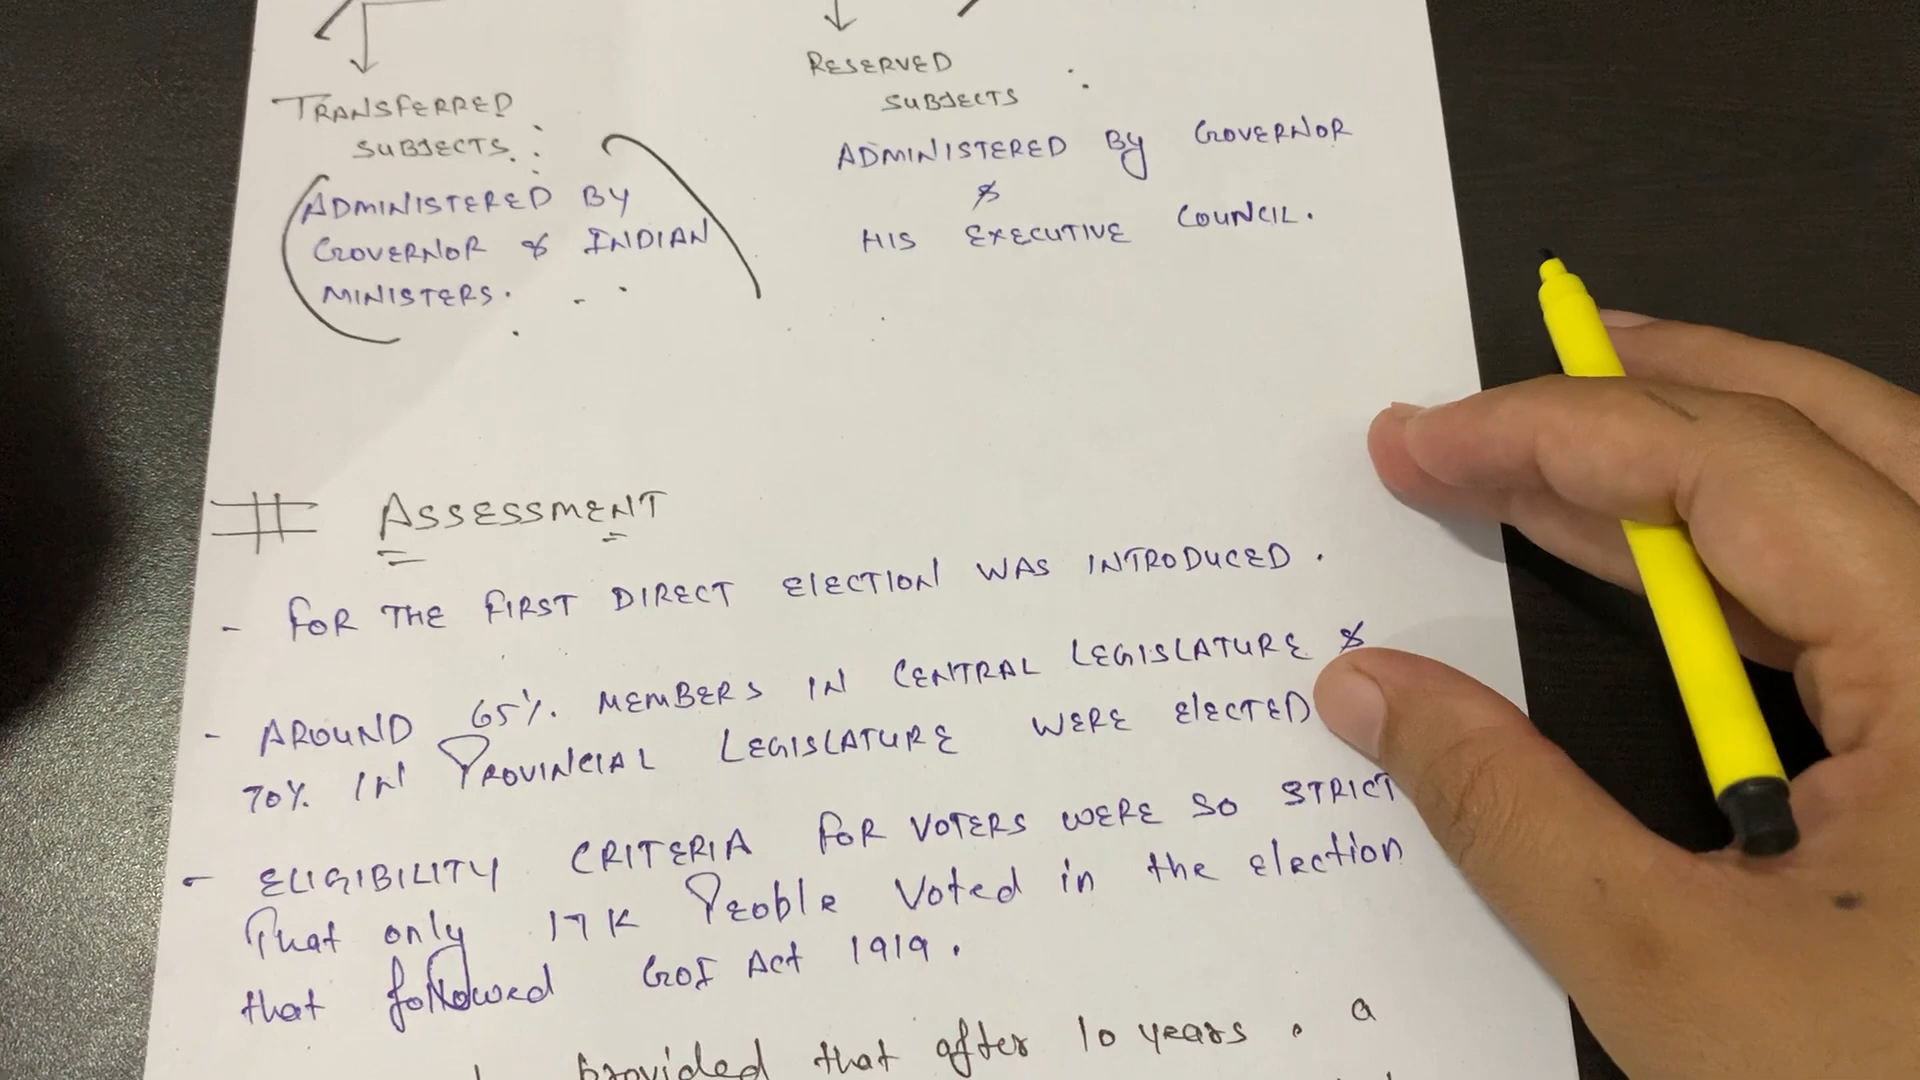 TRANSFERRED
SUBJECTS :
ADMINISTERED BY
GOVERNOR & INDIAN
MINISTERS.
RESERVED
SUBJECTS :
ADMINISTERED BY GOVERNOR
&
HIS EXECUTIVE COUNCIL.
# ASSESSMENT
- FOR THE FIRST DIRECT ElECTION WAS INTRODUCED.
- AROUND 65%. MEMBERS IN CENTRAL LEGISLATURE &
70%. IN PROVINCIAL LEGISLATURE WERE ElECTED
- ELIGIBILITY CRITERIA FOR VOTERS WERE SO STRICT
That only 17K PEOPLE Voted in the election
that followed GOI Act 1919.
provided that after 10 years, a